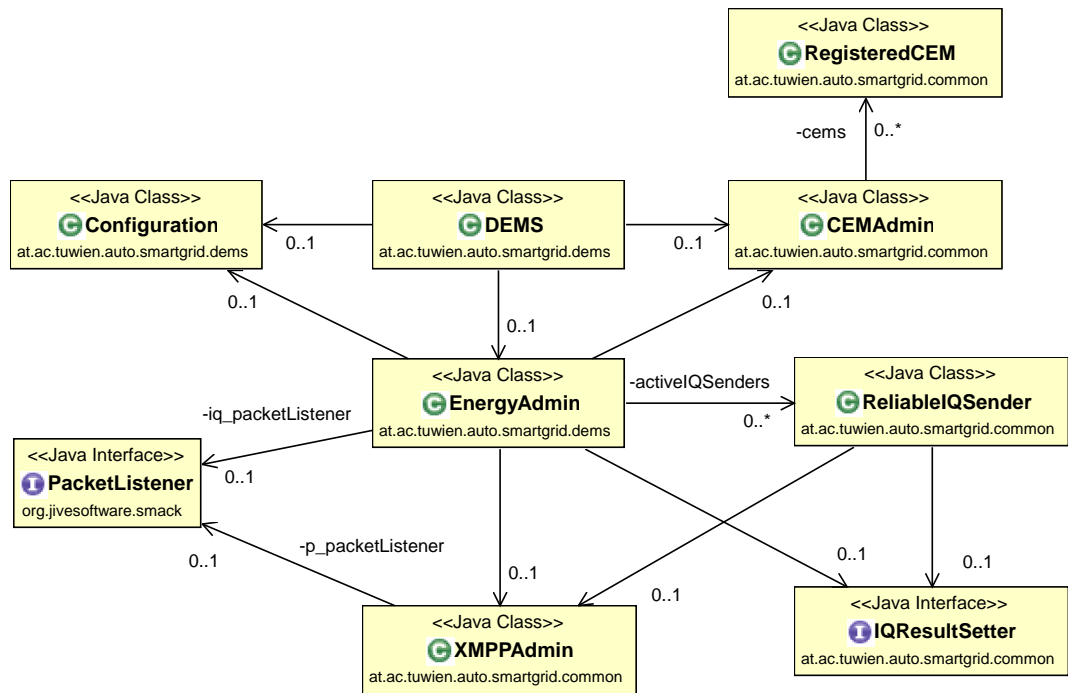 <<Java Class>>
RegisteredCEM
at.ac.tuwien.auto.smartgrid.common
-cems
0..*
<<Java Class>>
Configuration
at.ac.tuwien.auto.smartgrid.dems
0..1
<<Java Class>>
DEMS
at.ac.tuwien.auto.smartgrid.dems
0..1
<<Java Class>>
CEMAdmin
at.ac.tuwien.auto.smartgrid.common
0..1
0..1
0..1
<<Java Class>>
EnergyAdmin
at.ac.tuwien.auto.smartgrid.dems
-activeIQSenders
0..*
<<Java Class>>
ReliableIQSender
at.ac.tuwien.auto.smartgrid.common
-iq_packetListener
0..1
<<Java Interface>>
PacketListener
org.jivesoftware.smack
-p_packetListener
0..1
0..1
0..1
0..1
0..1
<<Java Class>>
XMPPAdmin
at.ac.tuwien.auto.smartgrid.common
<<Java Interface>>
IQResultSetter
at.ac.tuwien.auto.smartgrid.common